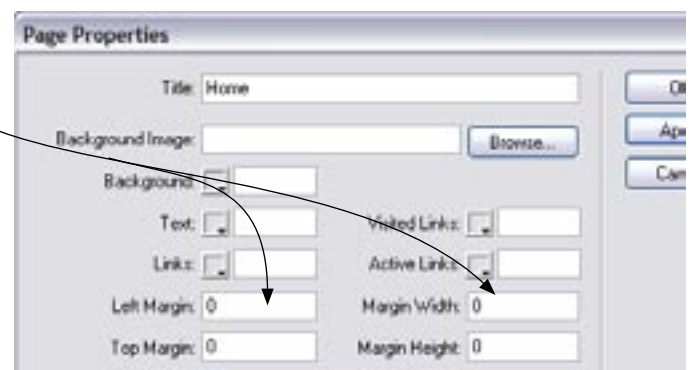 Page Properties
Title: Home
Background Image: Browse...
Background:
Text: Visited Links:
Links: Active Links:
Left Margin: 0 Margin Width: 0
Top Margin: 0 Margin Height: 0